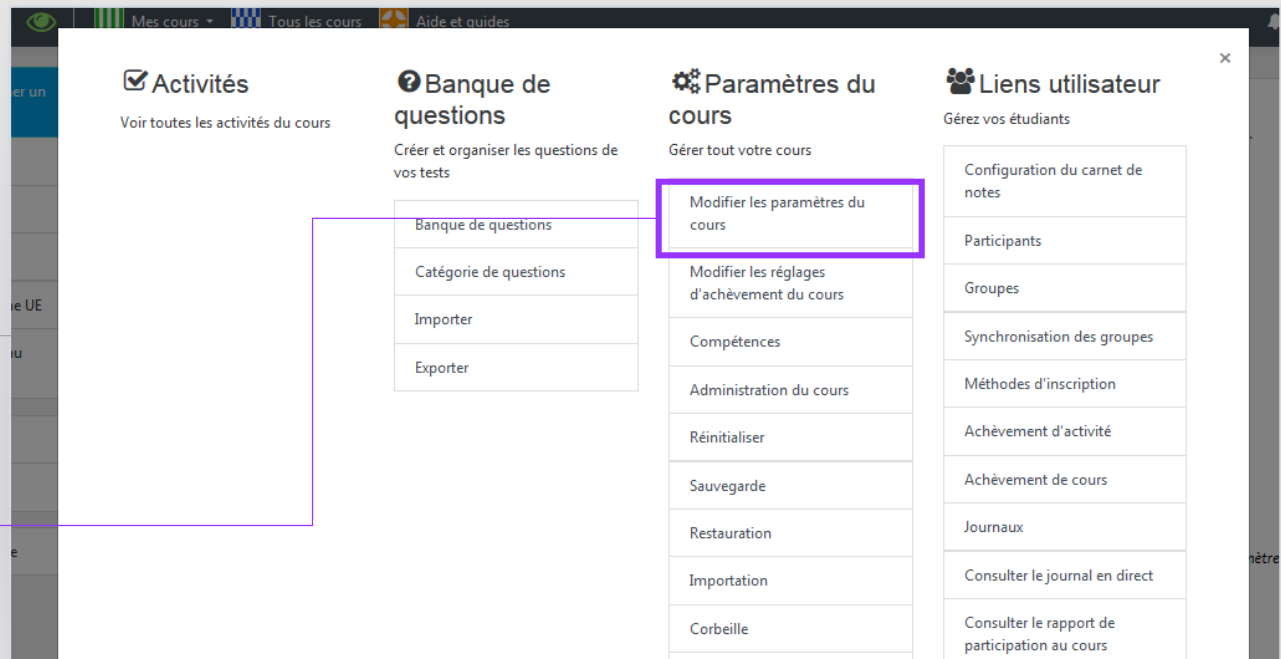 Mes cours
Tous les cours
Aide et guides
er un
e UE
au
e
Activités
Voir toutes les activités du cours
Banque de
questions
Créer et organiser les questions de
vos tests
Banque de questions
Catégorie de questions
Importer
Exporter
Paramètres du
cours
Gérer tout votre cours
Modifier les paramètres du
cours
Modifier les réglages
d'achèvement du cours
Compétences
Administration du cours
Réinitialiser
Sauvegarde
Restauration
Importation
Corbeille
×
Liens utilisateur
Gérez vos étudiants
Configuration du carnet de
notes
Participants
Groupes
Synchronisation des groupes
Méthodes d'inscription
Achèvement d'activité
Achèvement de cours
Journaux
Consulter le journal en direct
Consulter le rapport de
participation au cours
mètre